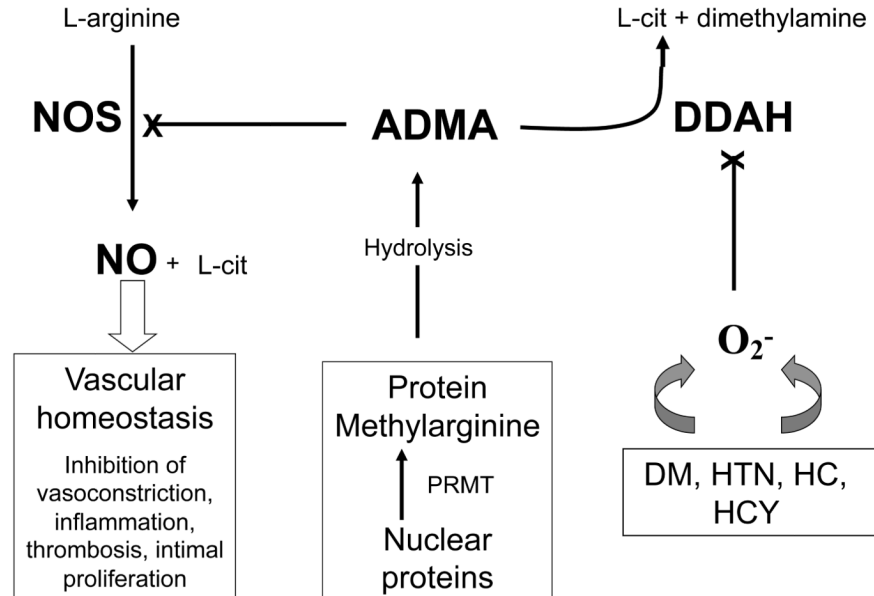 L-arginine
L-cit + dimethylamine
NOS
X
ADMA
DDAH
X
Hydrolysis
NO + L-cit
O₂⁻
Vascular
homeostasis
Inhibition of
vasoconstriction,
inflammation,
thrombosis, intimal
proliferation
Protein
Methylarginine
PRMT
Nuclear
proteins
DM, HTN, HC,
HCY